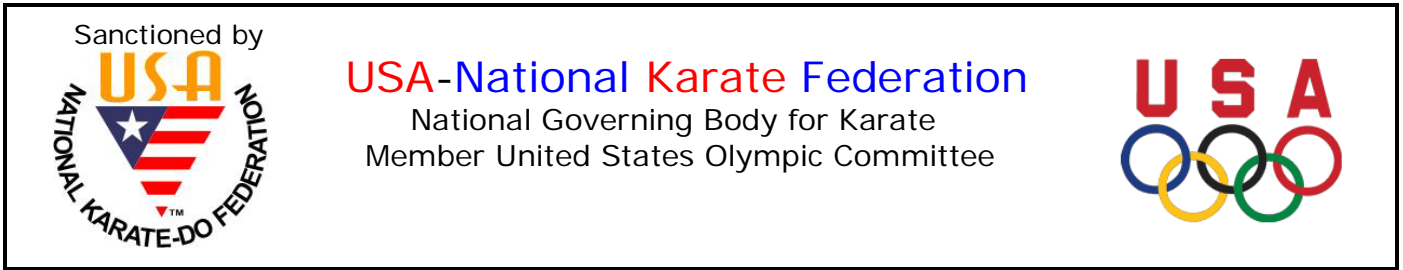 Sanctioned by
USA
NATIONAL KARATE-DO FEDERATION
TM
USA-National Karate Federation
National Governing Body for Karate
Member United States Olympic Committee
USA